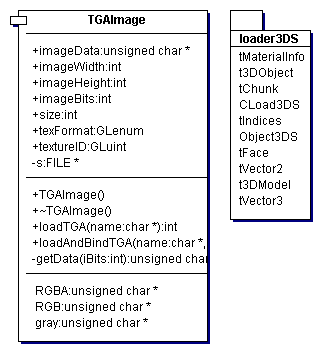 TGAImage
+imageData:unsigned char *
+imageWidth:int
+imageHeight:int
+imageBits:int
+size:int
+texFormat:GLenum
+textureID:GLuint
-s:FILE *
+TGAImage()
+~TGAImage()
+loadTGA(name:char *):int
+loadAndBindTGA(name:char *,
-getData(iBits:int):unsigned char
RGBA:unsigned char *
RGB:unsigned char *
gray:unsigned char *
loader3DS
tMaterialInfo
t3DObject
tChunk
CLoad3DS
tIndices
Object3DS
tFace
tVector2
t3DModel
tVector3